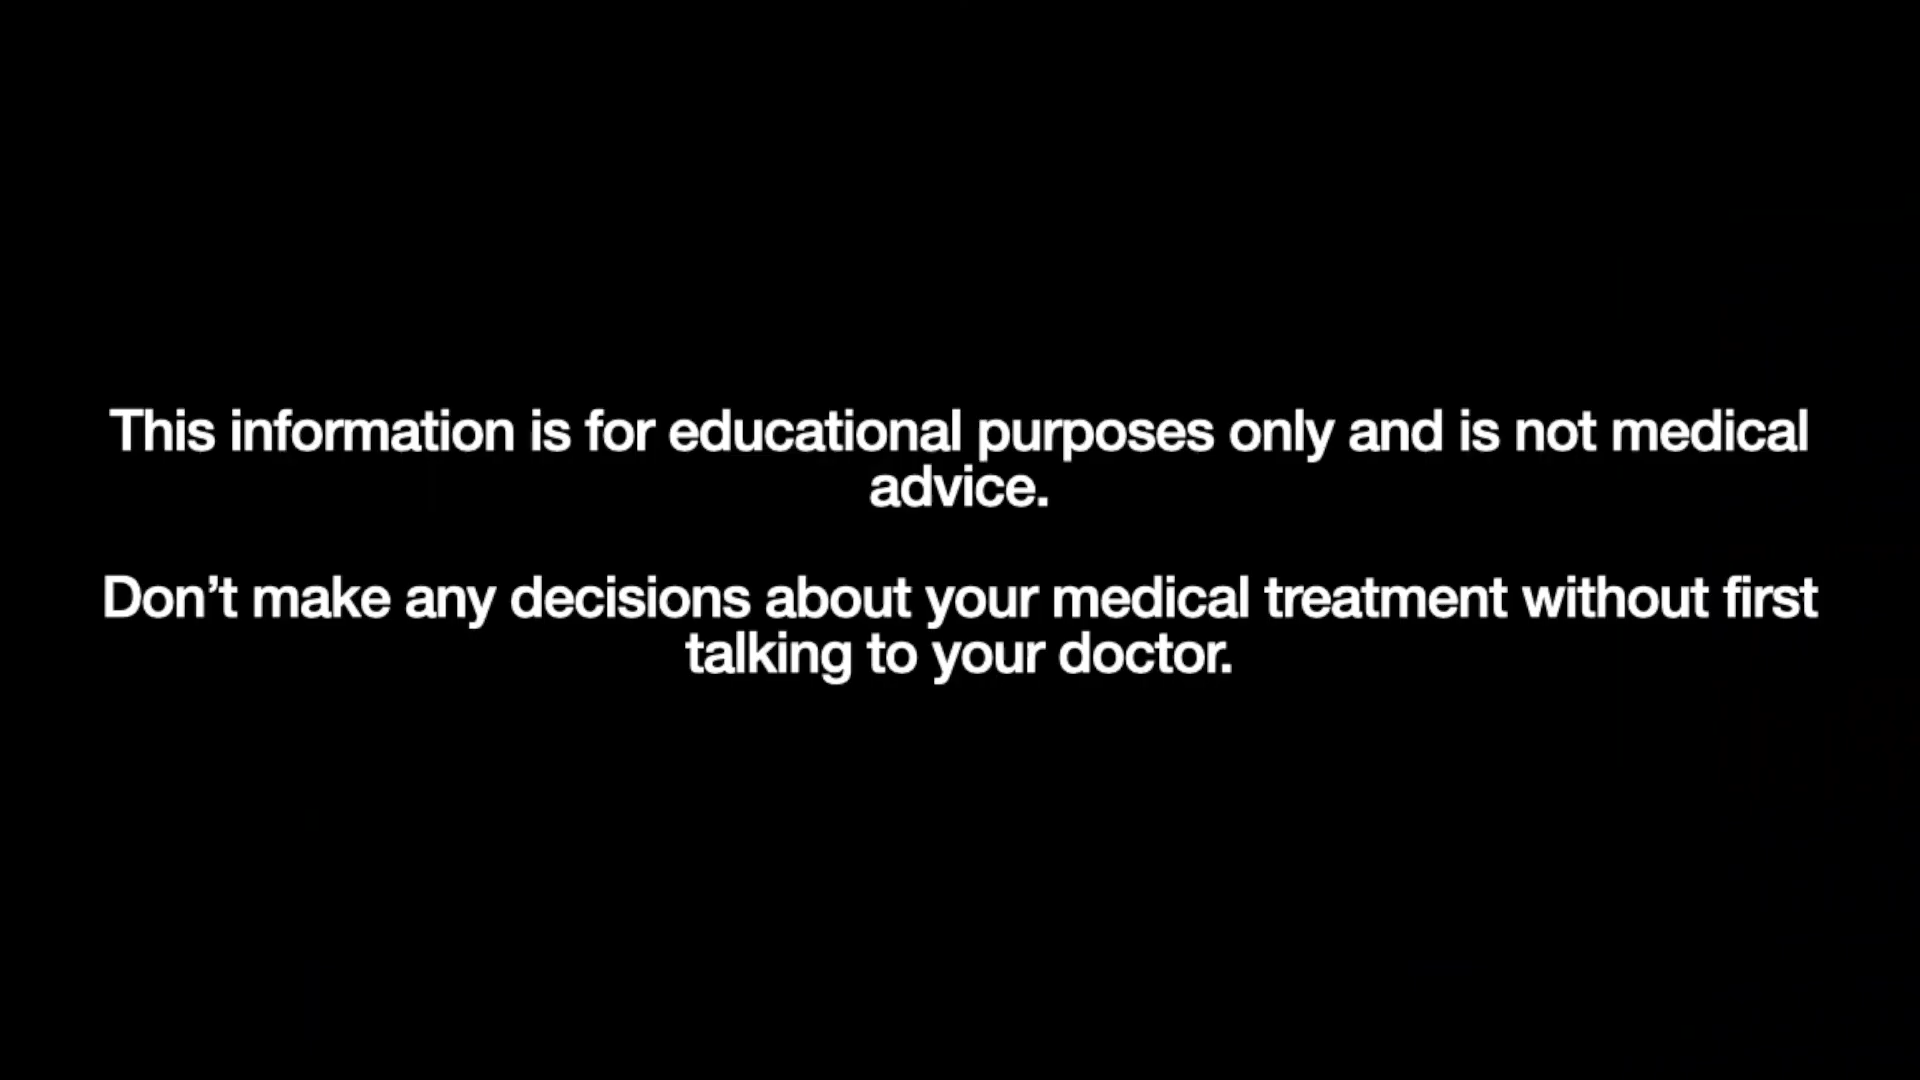 This information is for educational purposes only and is not medical
advice.
Don’t make any decisions about your medical treatment without first
talking to your doctor.